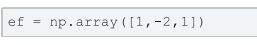 ef = np.array([1,-2,1])